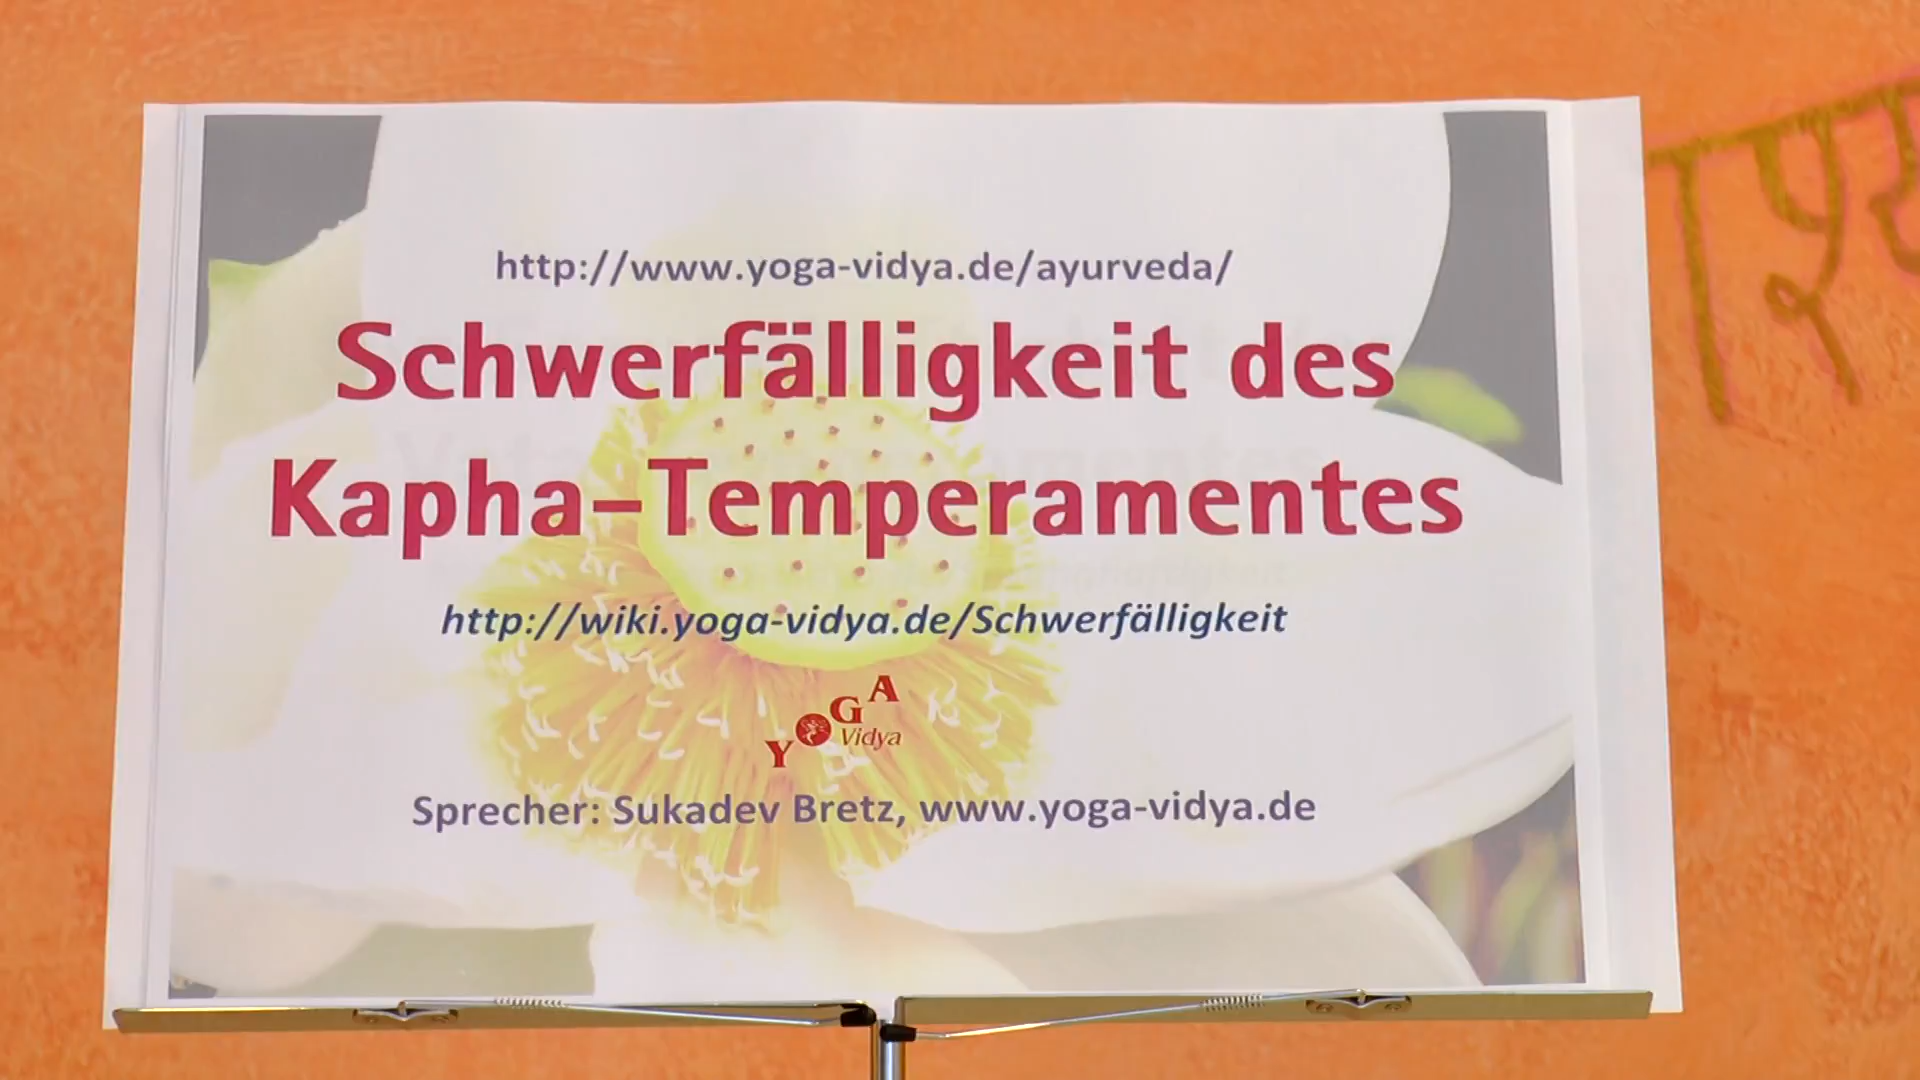 http://www.yoga-vidya.de/ayurveda/
Schwerfälligkeit des
Kapha-Temperamentes
http://wiki.yoga-vidya.de/Schwerfälligkeit
YOGA
Vidya
Sprecher: Sukadev Bretz, www.yoga-vidya.de